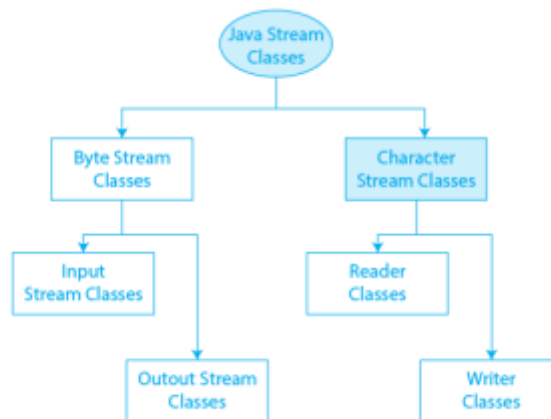 Java Stream
Classes
Byte Stream
Classes
Character
Stream Classes
Input
Stream Classes
Reader
Classes
Outout Stream
Classes
Writer
Classes